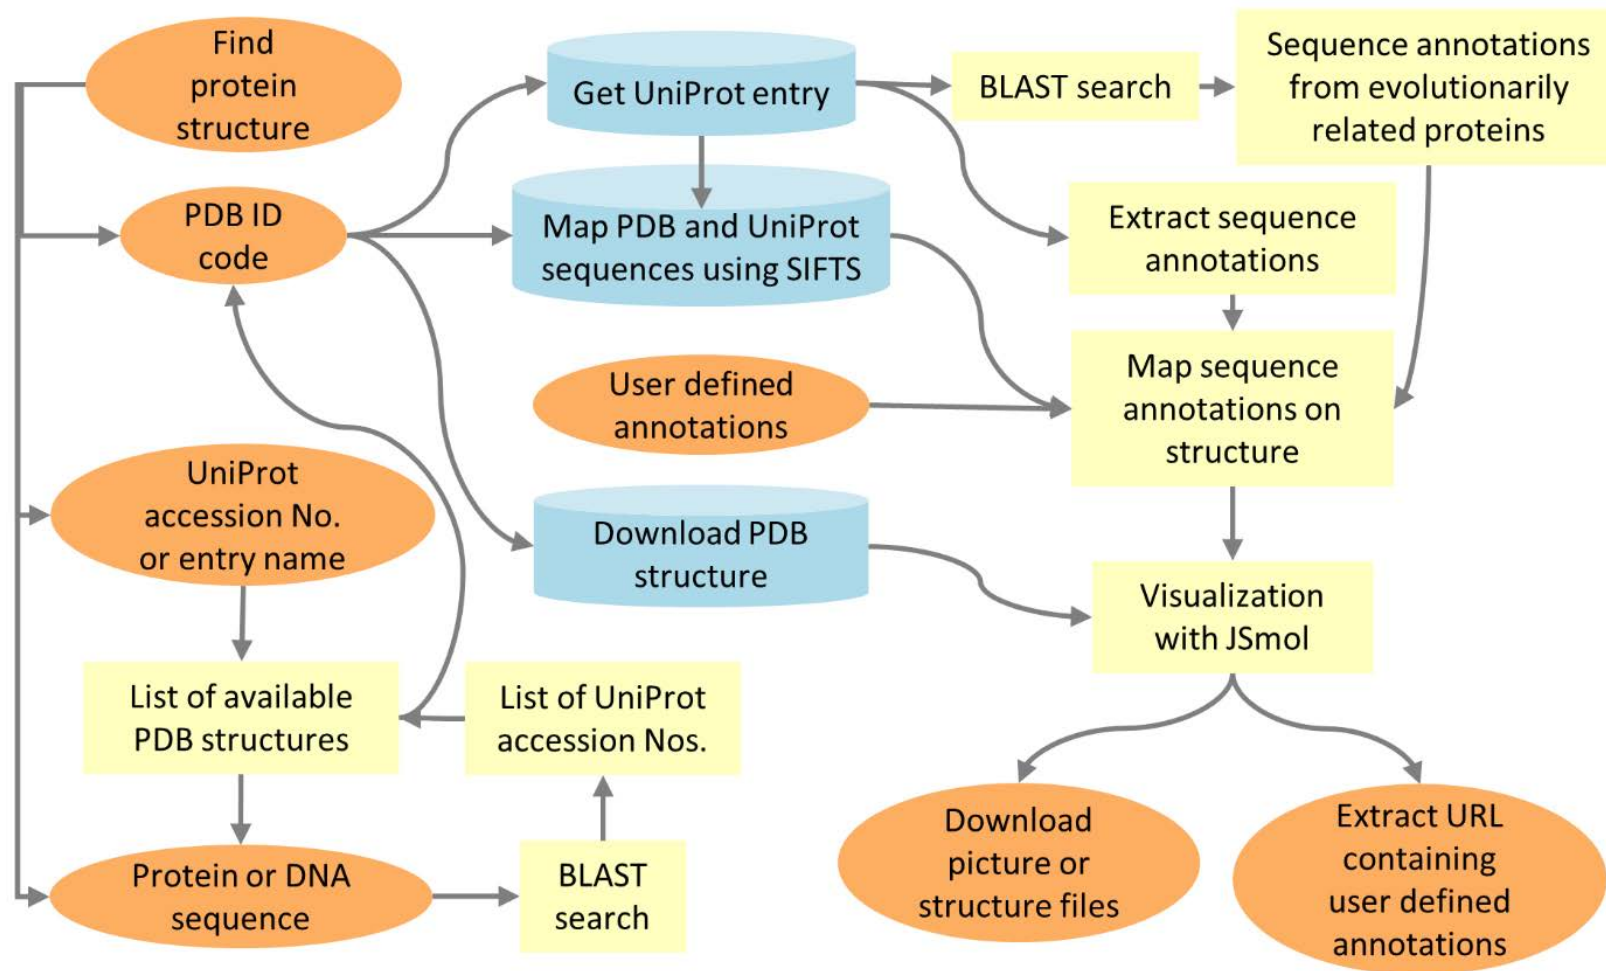 Find
protein
structure
PDB ID
code
UniProt
accession No.
or entry name
List of available
PDB structures
Protein or DNA
sequence
BLAST
search
List of UniProt
accession Nos.
Get UniProt entry
Map PDB and UniProt
sequences using SIFTS
User defined
annotations
Download PDB
structure
BLAST search
Sequence annotations
from evolutionarily
related proteins
Extract sequence
annotations
Map sequence
annotations on
structure
Visualization
with JSmol
Download
picture or
structure files
Extract URL
containing
user defined
annotations